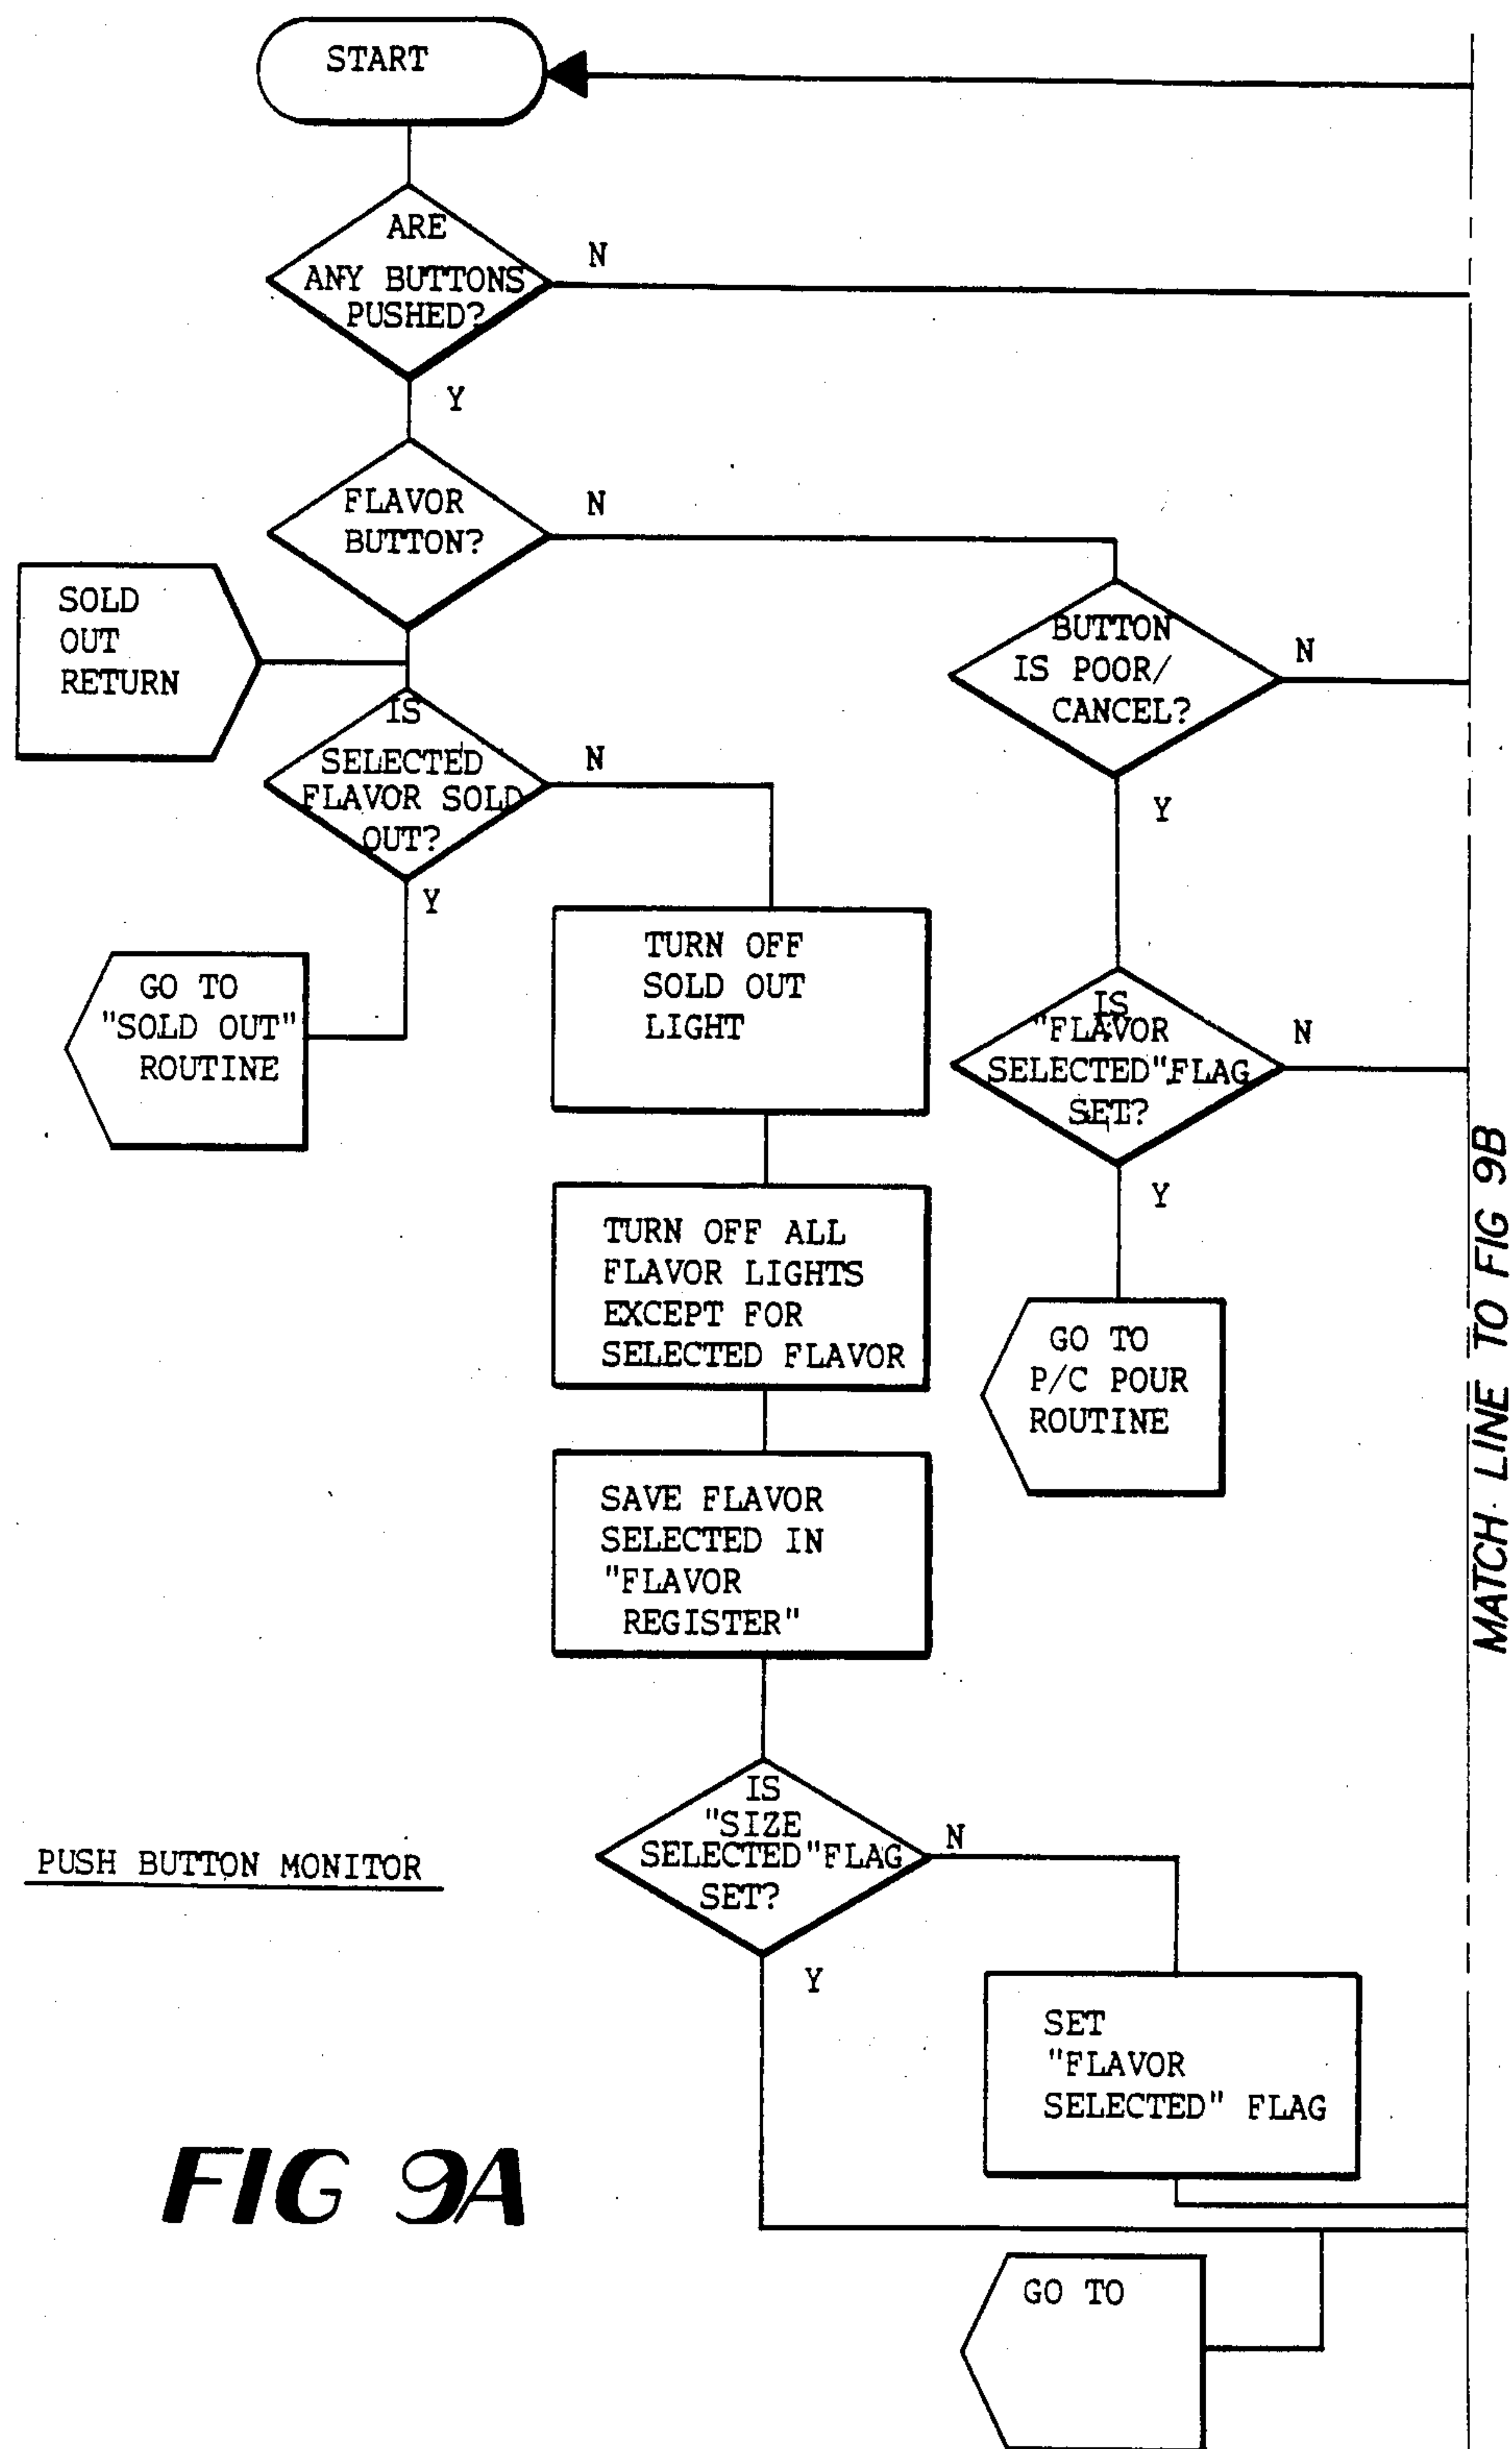 START
ARE
ANY BUTTONS
PUSHED?
N
Y
FLAVOR
BUTTON?
N
SOLD
OUT
RETURN
BUTTON
IS POOR/
CANCEL?
N
Y
IS
SELECTED
FLAVOR SOLD
OUT?
N
Y
GO TO
"SOLD OUT"
ROUTINE
TURN OFF
SOLD OUT
LIGHT
IS
"FLAVOR
SELECTED"FLAG
SET?
N
Y
TURN OFF ALL
FLAVOR LIGHTS
EXCEPT FOR
SELECTED FLAVOR
GO TO
P/C POUR
ROUTINE
SAVE FLAVOR
SELECTED IN
"FLAVOR
REGISTER"
IS
"SIZE
SELECTED"FLAG
SET?
N
Y
PUSH BUTTON MONITOR
SET
"FLAVOR
SELECTED" FLAG
GO TO
FIG 9A
MATCH LINE TO FIG 9B